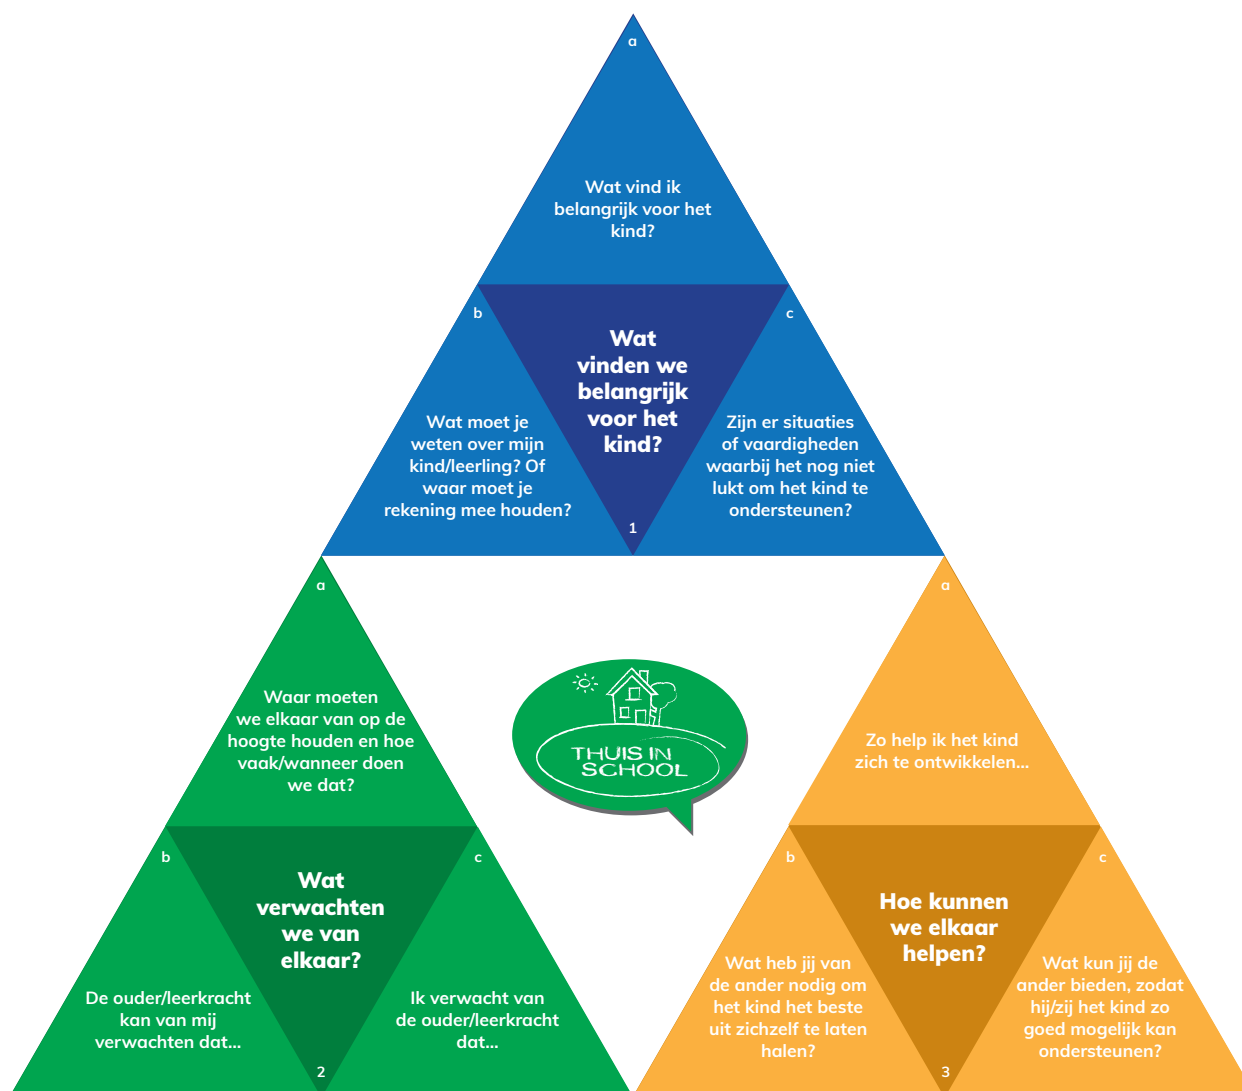 a
Wat vind ik
belangrijk voor het
kind?
b
c
Wat
vinden we
belangrijk
voor het
kind?
1
Wat moet je
weten over mijn
kind/leerling? Of
waar moet je
rekening mee houden?
Zijn er situaties
of vaardigheden
waarbij het nog niet
lukt om het kind te
ondersteunen?
a
Waar moeten
we elkaar van op de
hoogte houden en hoe
vaak/wanneer doen
we dat?
b
c
Wat
verwachten
we van
elkaar?
2
De ouder/leerkracht
kan van mij
verwachten dat...
Ik verwacht van
de ouder/leerkracht
dat...
THUIS IN
SCHOOL
a
Zo help ik het kind
zich te ontwikkelen...
b
c
Hoe kunnen
we elkaar
helpen?
3
Wat heb jij van
de ander nodig om
het kind het beste
uit zichzelf te laten
halen?
Wat kun jij de
ander bieden, zodat
hij/zij het kind zo
goed mogelijk kan
ondersteunen?